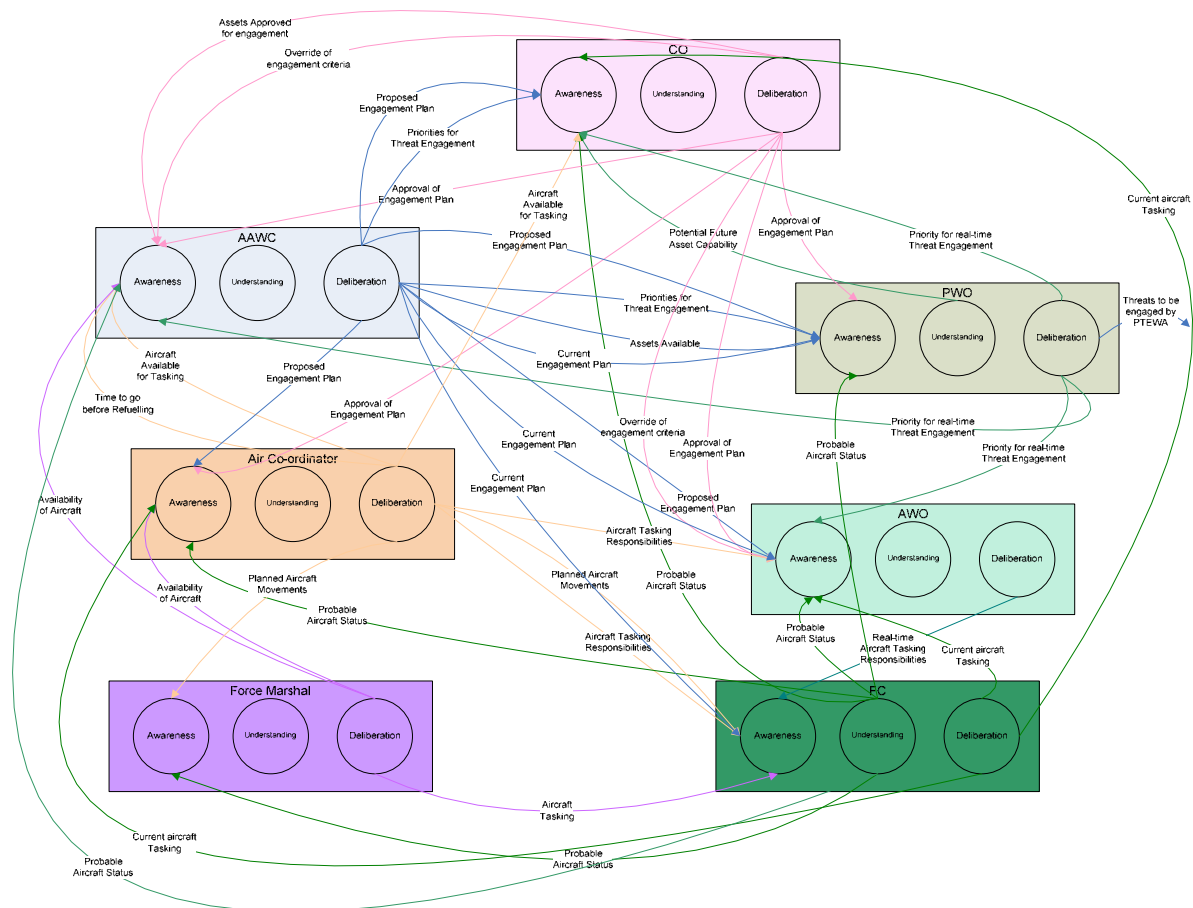 Assets Approved
for engagement
Override of
engagement criteria
CO
Awareness
Understanding
Deliberation
Proposed
Engagement Plan
Priorities for
Threat Engagement
Approval of
Engagement Plan
Aircraft
Available
for Tasking
Current aircraft
Tasking
AAWC
Awareness
Understanding
Deliberation
Proposed
Engagement Plan
Potential Future
Asset Capability
Approval of
Engagement Plan
Priority for real-time
Threat Engagement
PWO
Awareness
Understanding
Deliberation
Threats to be
engaged by
PTEWA
Priorities for
Threat Engagement
Assets Available
Current
Engagement Plan
Aircraft
Available
for Tasking
Proposed
Engagement Plan
Time to go
before Refuelling
Approval of
Engagement Plan
Override of
engagement criteria
Priority for real-time
Threat Engagement
Current
Engagement Plan
Approval of
Engagement Plan
Probable
Aircraft Status
Priority for real-time
Threat Engagement
Air Co-ordinator
Awareness
Understanding
Deliberation
Current
Engagement Plan
Proposed
Engagement Plan
Availability
of Aircraft
AWO
Awareness
Understanding
Deliberation
Aircraft Tasking
Responsibilities
Planned Aircraft
Movements
Planned Aircraft
Movements
Probable
Aircraft Status
Availability
of Aircraft
Probable
Aircraft Status
Aircraft Tasking
Responsibilities
Probable
Aircraft Status
Real-time
Aircraft Tasking
Responsibilities
Current aircraft
Tasking
Force Marshal
Awareness
Understanding
Deliberation
FC
Awareness
Understanding
Deliberation
Aircraft
Tasking
Current aircraft
Tasking
Probable
Aircraft Status
Probable
Aircraft Status